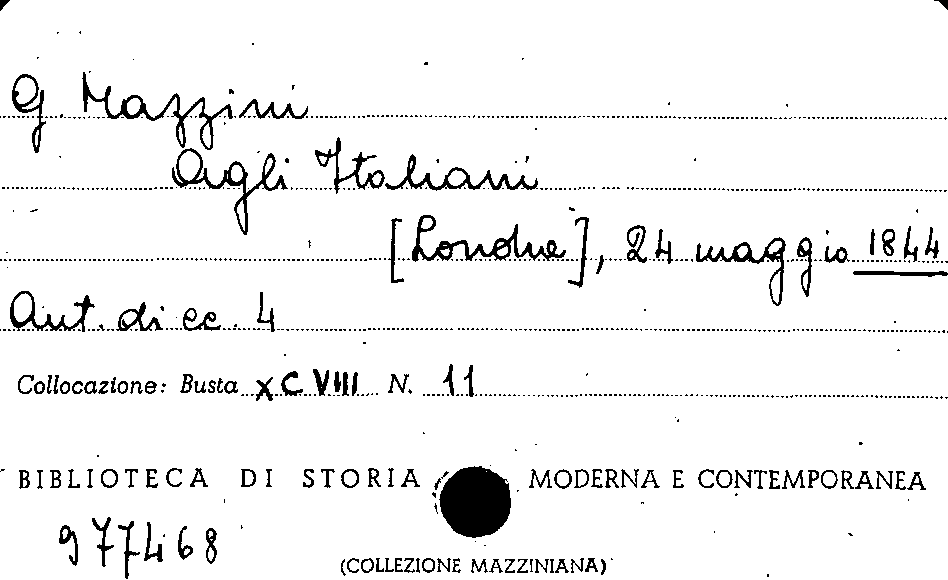 G. Mazzini
Agli Italiani
[Londra], 24 maggio 1844
Aut. di cc. 4
Collocazione: Busta XCVIII N. 11
BIBLIOTECA DI STORIA MODERNA E CONTEMPORANEA
977468
(COLLEZIONE MAZZINIANA)